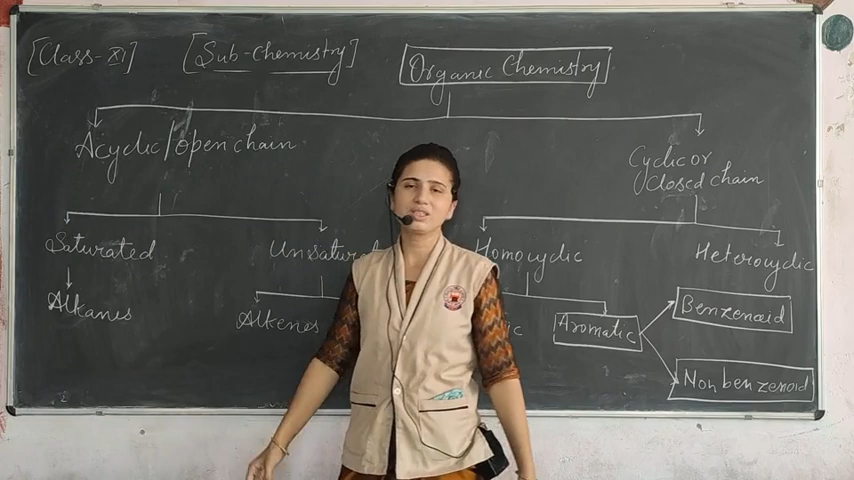 [Class-XI] [Sub-Chemistry] Organic Chemistry
Acyclic/open chain
Cyclic or
Closed chain
Saturated Homocyclic Heterocyclic
Alkanes Alkenes Aromatic Benzenoid
Non benzenoid